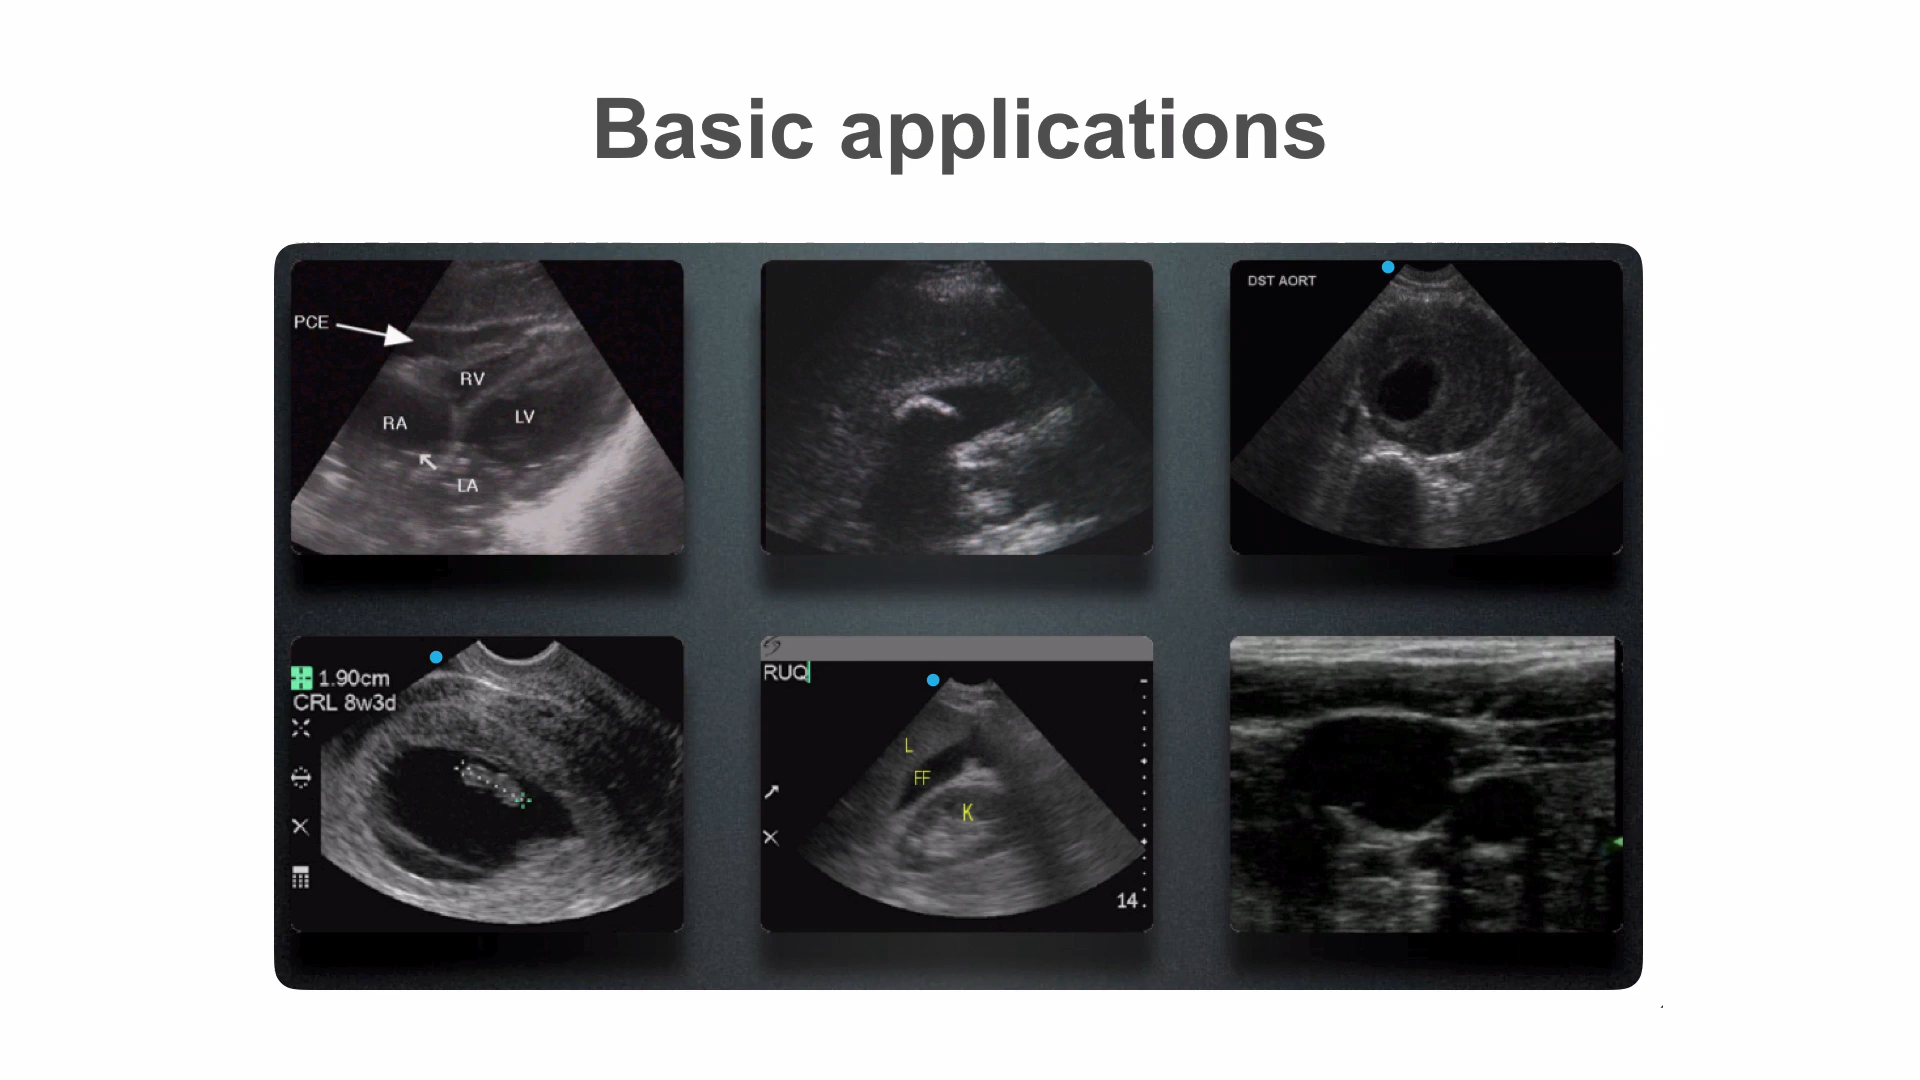 Basic applications
PCE
RV
RA
LV
LA
DST AORT
1.90cm
CRL 8w3d
RUQ
L
FF
K
14